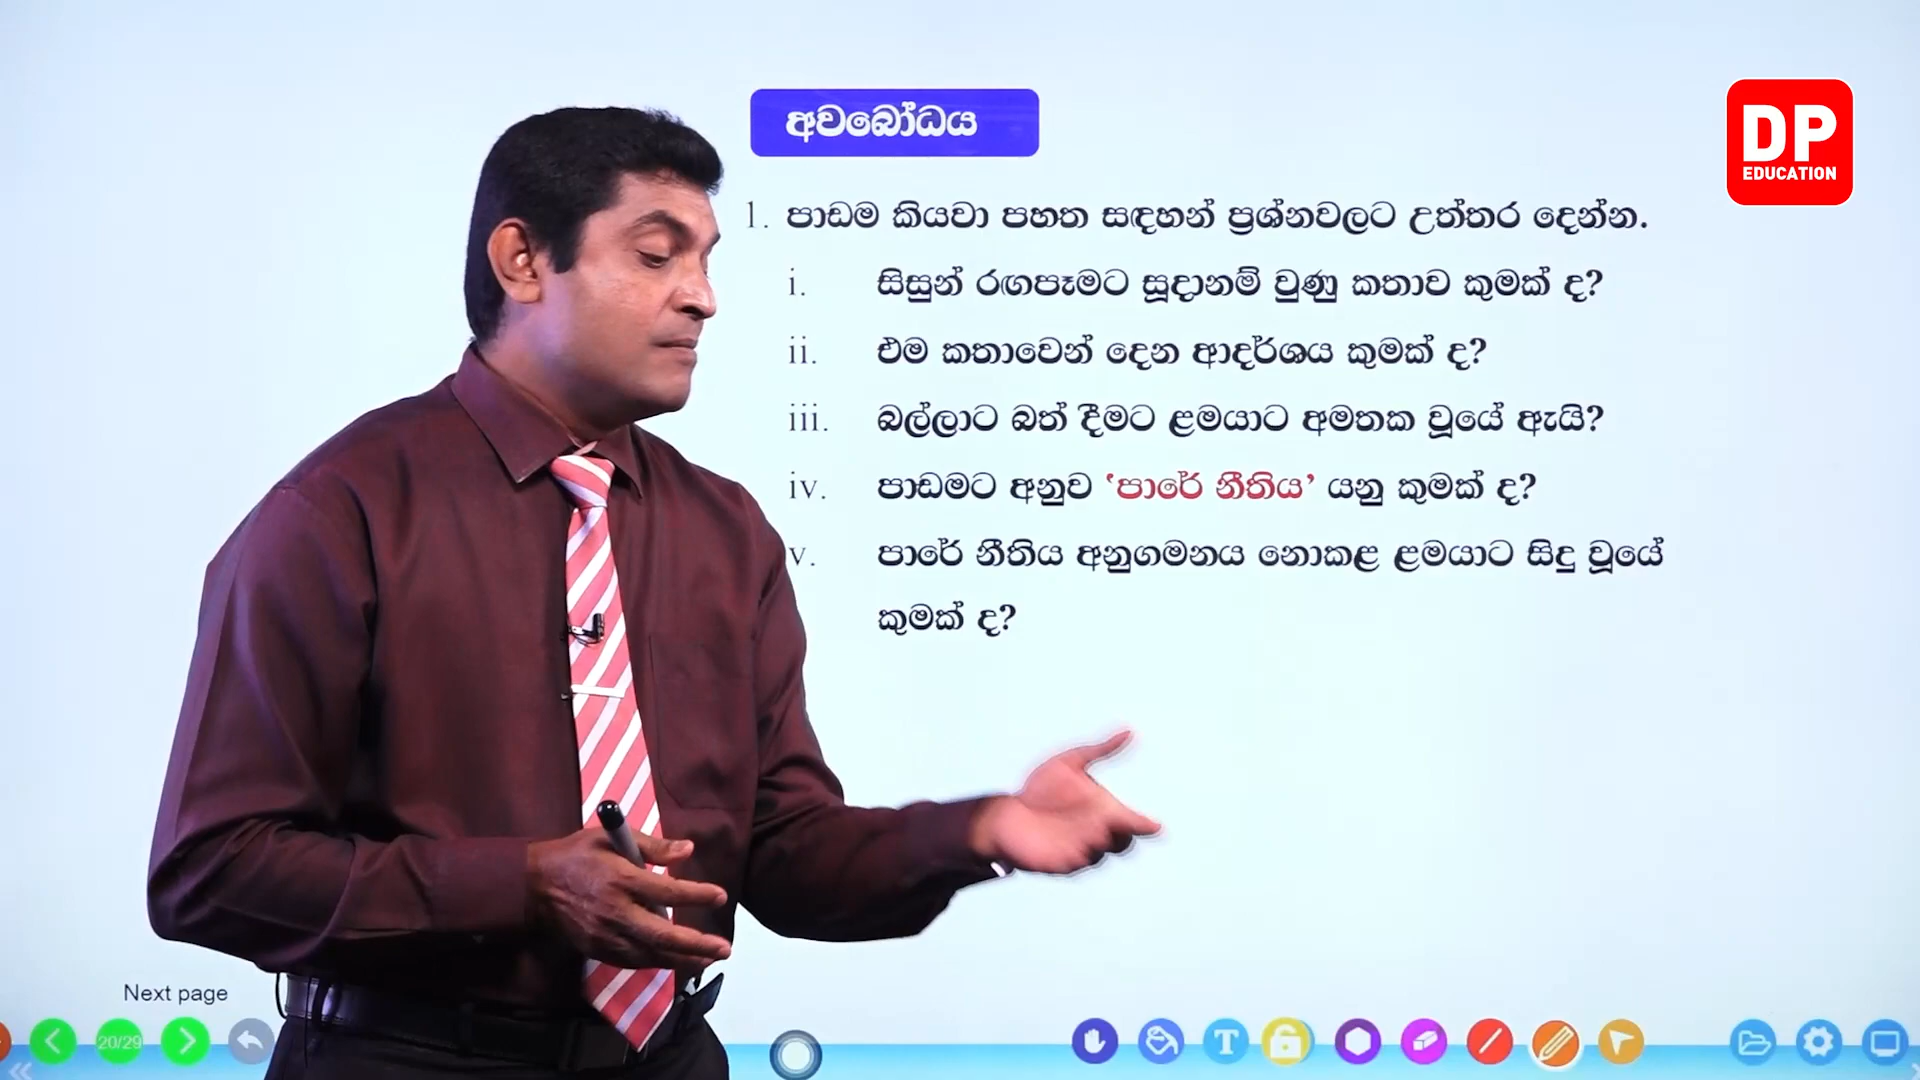 අවබෝධය
DP
EDUCATION
1. පාඩම කියවා පහත සඳහන් ප්‍රශ්නවලට උත්තර දෙන්න.
i. සිසුන් රඟපෑමට සූදානම් වුණු කතාව කුමක් ද?
ii. එම කතාවෙන් දෙන ආදර්ශය කුමක් ද?
iii. බල්ලාට බත් දීමට ළමයාට අමතක වූයේ ඇයි?
iv. පාඩමට අනුව ‘පාරේ නීතිය’ යනු කුමක් ද?
v. පාරේ නීතිය අනුගමනය නොකළ ළමයාට සිදු වූයේ
කුමක් ද?
Next page
20/29
T